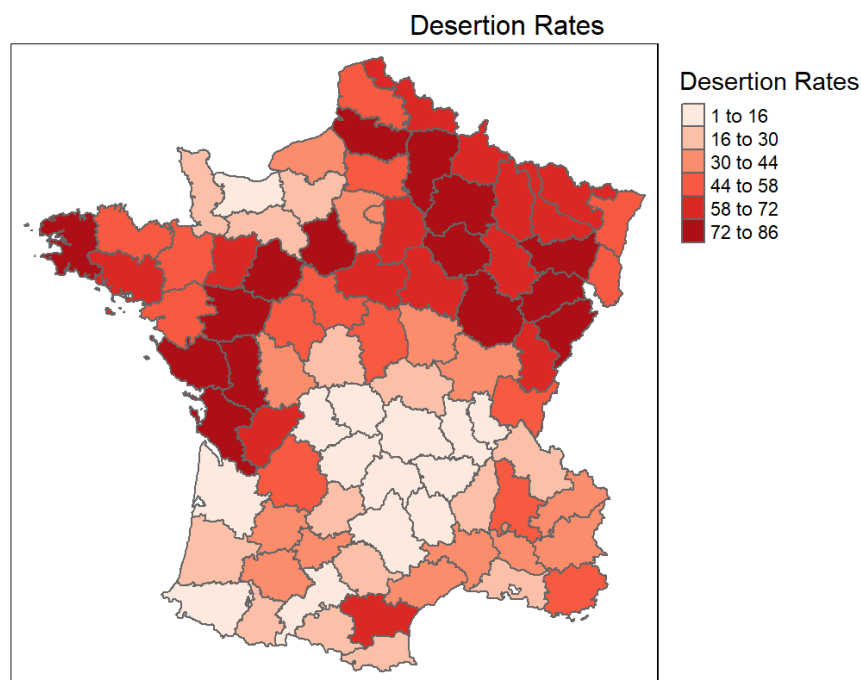 Desertion Rates
Desertion Rates
1 to 16
16 to 30
30 to 44
44 to 58
58 to 72
72 to 86